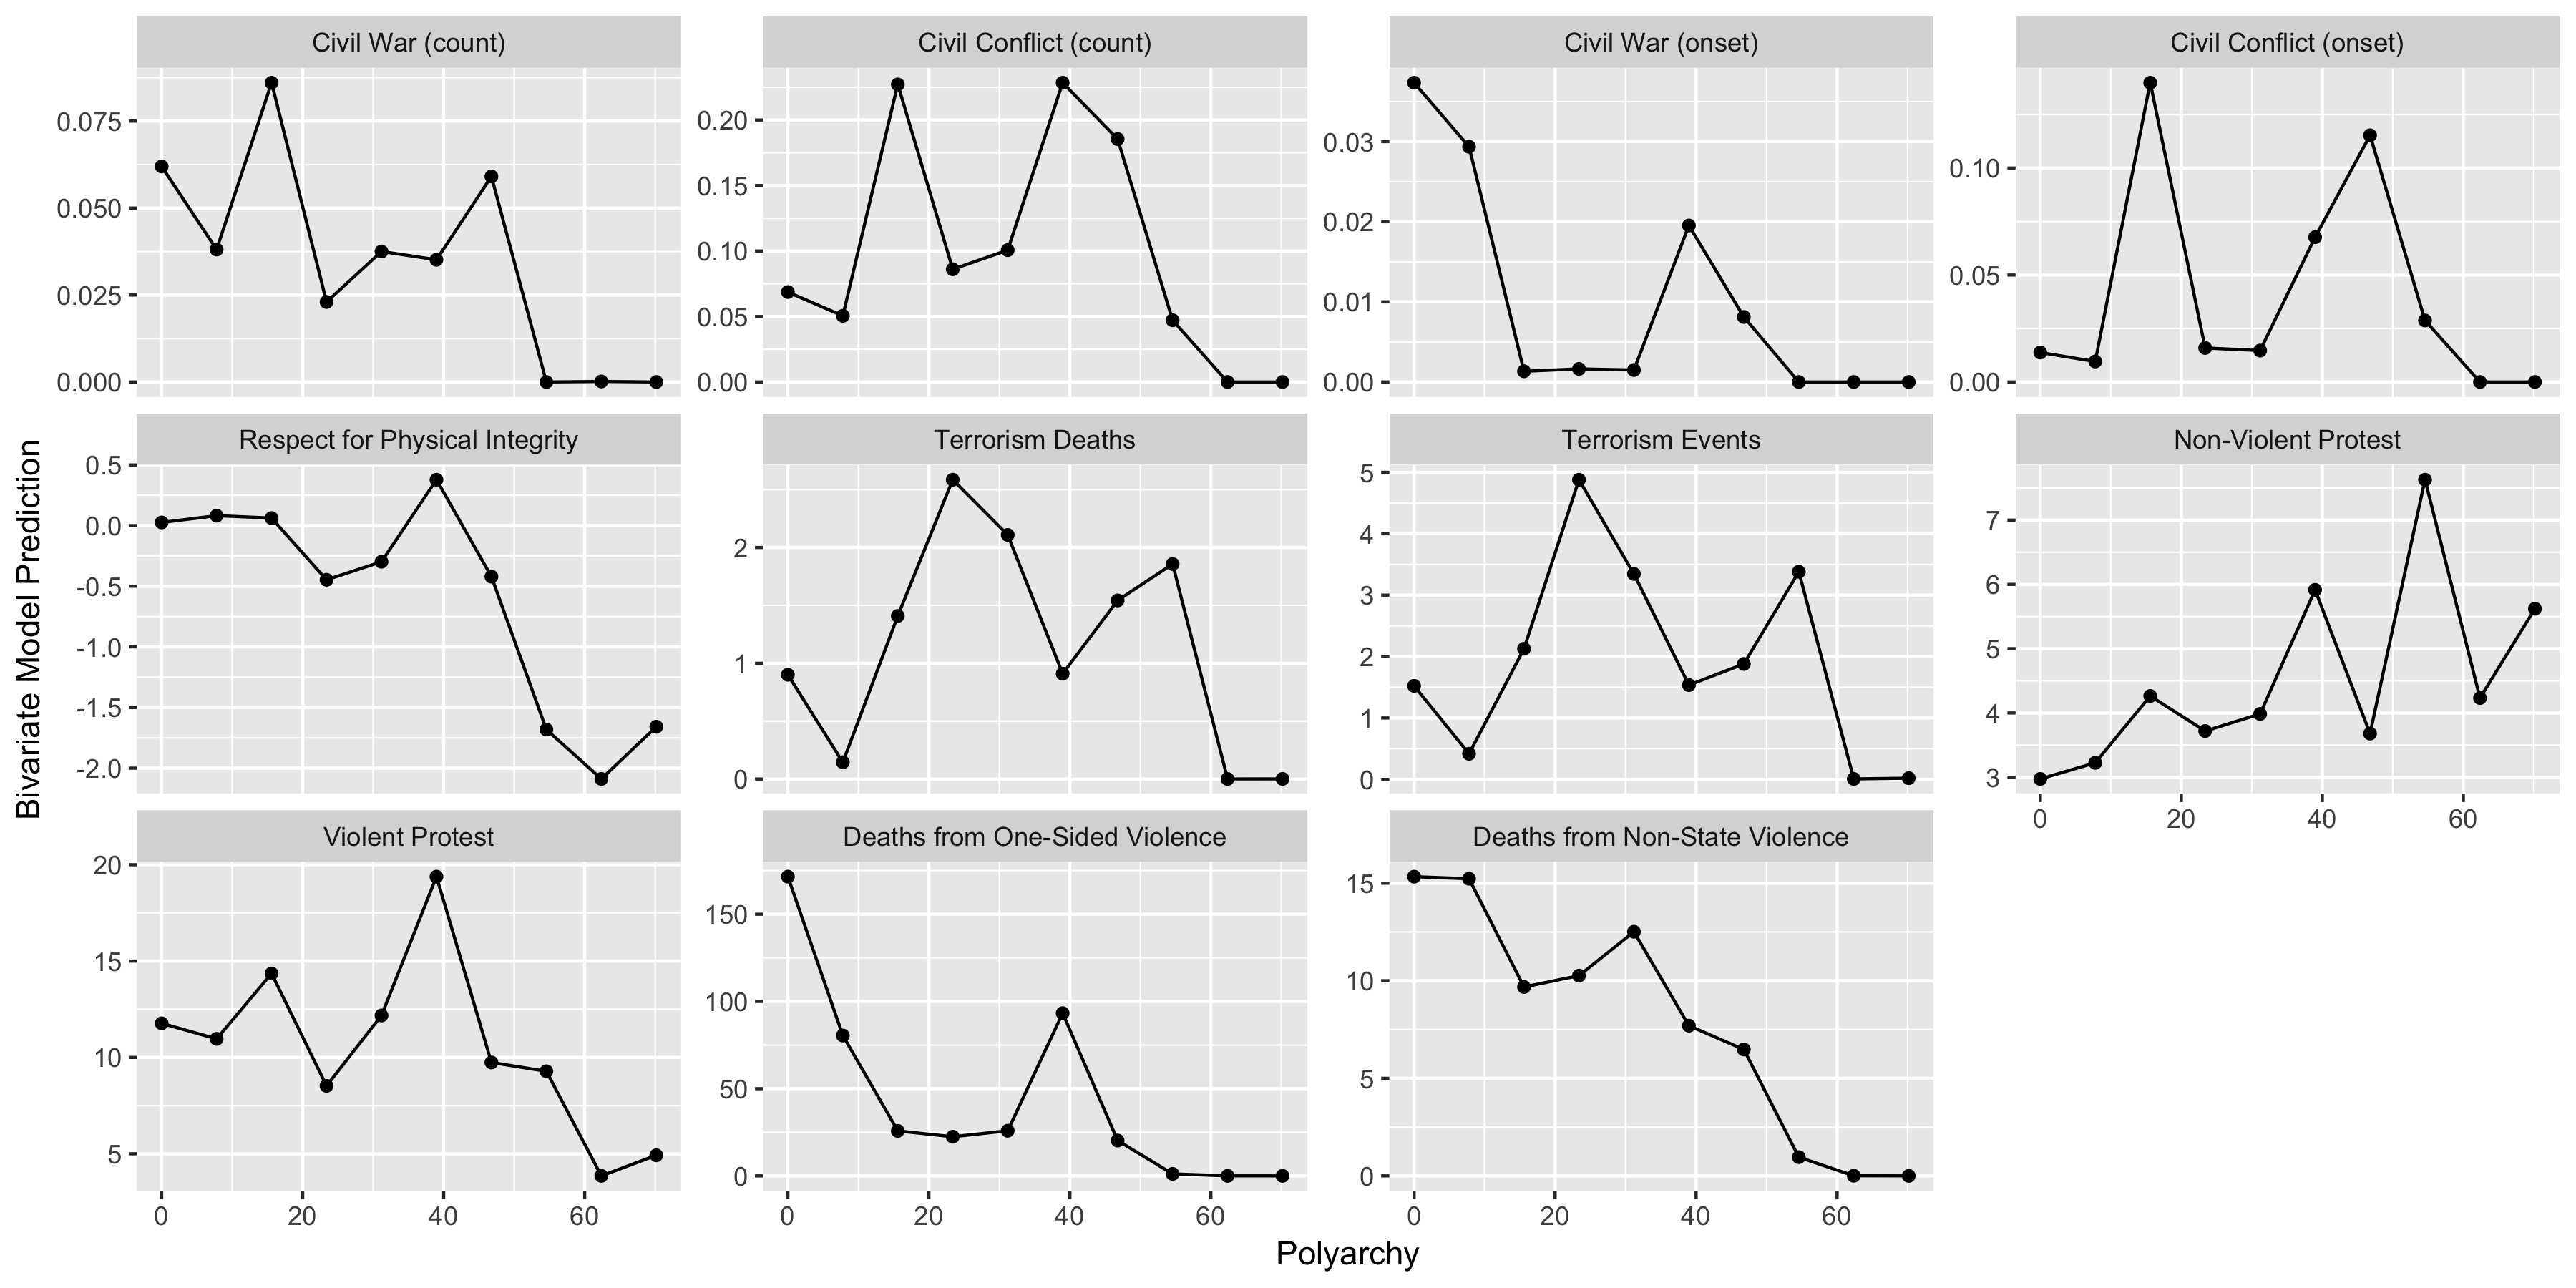 Civil War (count)
Civil Conflict (count)
Civil War (onset)
Civil Conflict (onset)
0.075
0.050
0.025
0.000
0.20
0.15
0.10
0.05
0.00
0.03
0.02
0.01
0.00
0.10
0.05
0.00
Respect for Physical Integrity
Terrorism Deaths
Terrorism Events
Non-Violent Protest
0.5
0.0
-0.5
-1.0
-1.5
-2.0
2
1
0
5
4
3
2
1
0
7
6
5
4
3
0 20 40 60
Violent Protest
Deaths from One-Sided Violence
Deaths from Non-State Violence
20
15
10
5
150
100
50
0
15
10
5
0
0 20 40 60
0 20 40 60
0 20 40 60
Polyarchy
Bivariate Model Prediction